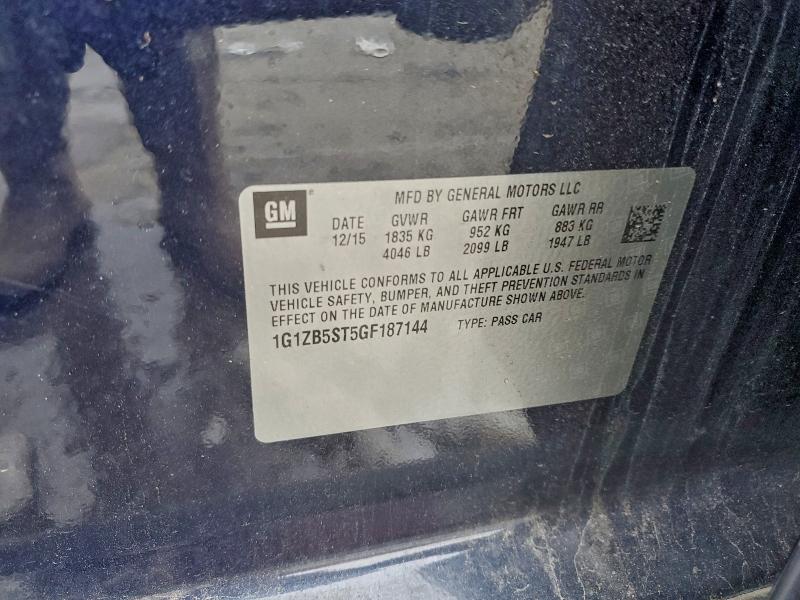 GM ®
MFD BY GENERAL MOTORS LLC
DATE GVWR GAWR FRT GAWR RR
12/15 1835 KG 952 KG 883 KG
4046 LB 2099 LB 1947 LB
THIS VEHICLE CONFORMS TO ALL APPLICABLE U.S. FEDERAL MOTOR
VEHICLE SAFETY, BUMPER, AND THEFT PREVENTION STANDARDS IN
EFFECT ON THE DATE OF MANUFACTURE SHOWN ABOVE.
1G1ZB5ST5GF187144 TYPE: PASS CAR